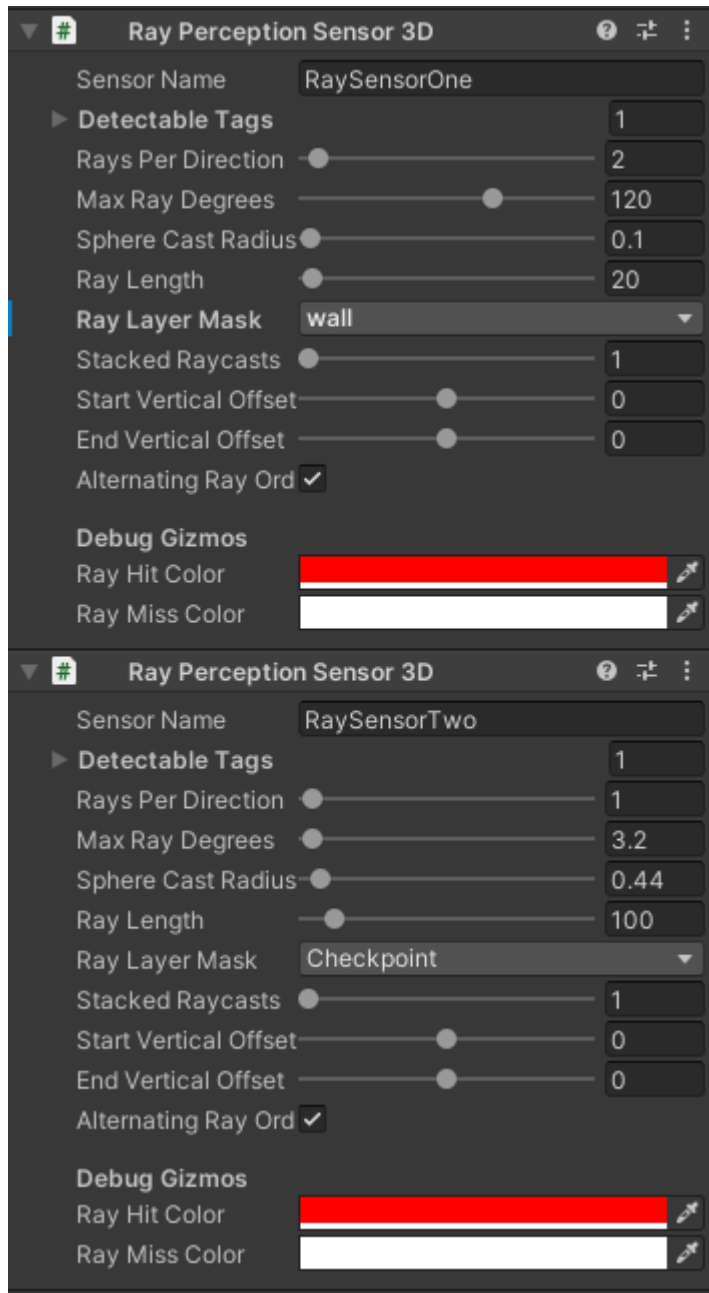 # Ray Perception Sensor 3D
Sensor Name RaySensorOne
Detectable Tags 1
Rays Per Direction 2
Max Ray Degrees 120
Sphere Cast Radius 0.1
Ray Length 20
Ray Layer Mask wall
Stacked Raycasts 1
Start Vertical Offset 0
End Vertical Offset 0
Alternating Ray Ord
Debug Gizmos
Ray Hit Color
Ray Miss Color
# Ray Perception Sensor 3D
Sensor Name RaySensorTwo
Detectable Tags 1
Rays Per Direction 1
Max Ray Degrees 3.2
Sphere Cast Radius 0.44
Ray Length 100
Ray Layer Mask Checkpoint
Stacked Raycasts 1
Start Vertical Offset 0
End Vertical Offset 0
Alternating Ray Ord
Debug Gizmos
Ray Hit Color
Ray Miss Color